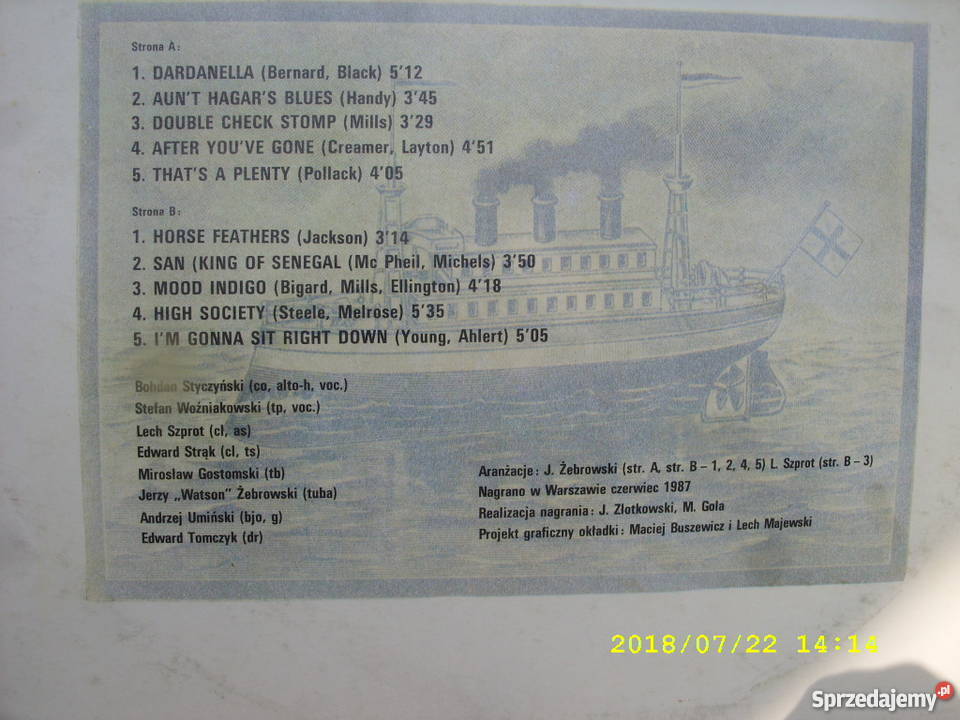 Strona A:
1. DARDANELLA (Bernard, Black) 5'12
2. AUN'T HAGAR'S BLUES (Handy) 3'45
3. DOUBLE CHECK STOMP (Mills) 3'29
4. AFTER YOU'VE GONE (Creamer, Layton) 4'51
5. THAT'S A PLENTY (Pollack) 4'05
Strona B:
1. HORSE FEATHERS (Jackson) 3'14
2. SAN (KING OF SENEGAL (Mc Pheil, Michels) 3'50
3. MOOD INDIGO (Bigard, Mills, Ellington) 4'18
4. HIGH SOCIETY (Steele, Melrose) 5'35
5. I'M GONNA SIT RIGHT DOWN (Young, Ahlert) 5'05
Bohdan Styczyński (co, alto-h, voc.)
Stefan Woźniakowski (tp, voc.)
Lech Szprot (cl, as)
Edward Strąk (cl, ts)
Mirosław Gostomski (tb)
Jerzy „Watson" Żebrowski (tuba)
Andrzej Umiński (bjo, g)
Edward Tomczyk (dr)
Aranżacje: J. Żebrowski (str. A, str. B – 1, 2, 4, 5) L. Szprot (str. B – 3)
Nagrano w Warszawie czerwiec 1987
Realizacja nagrania: J. Złotkowski, M. Gola
Projekt graficzny okładki: Maciej Buszewicz i Lech Majewski
2018/07/22 14:14
Sprzedajemy.pl